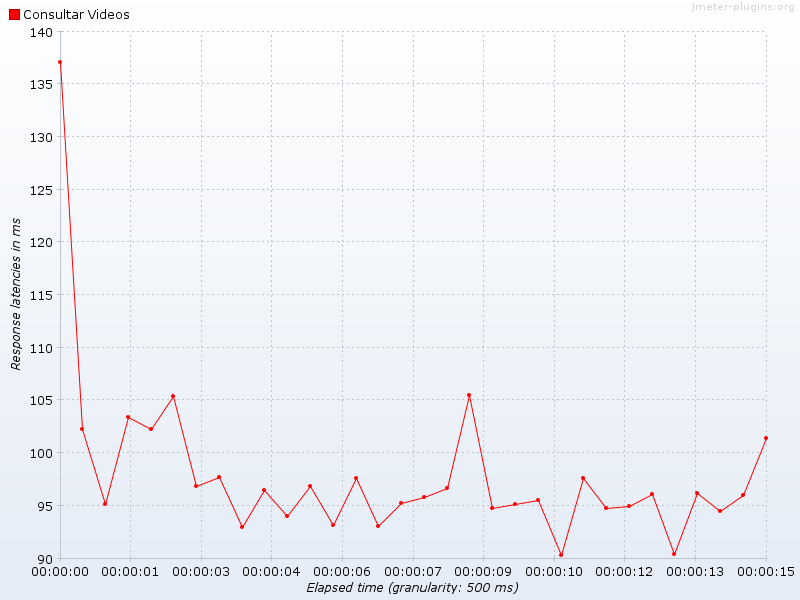 jmeter-plugins.org
Consultar Videos
140
135
130
125
120
115
110
105
100
95
90
Response latencies in ms
00:00:00 00:00:01 00:00:03 00:00:04 00:00:06 00:00:07 00:00:09 00:00:10 00:00:12 00:00:13 00:00:15
Elapsed time (granularity: 500 ms)